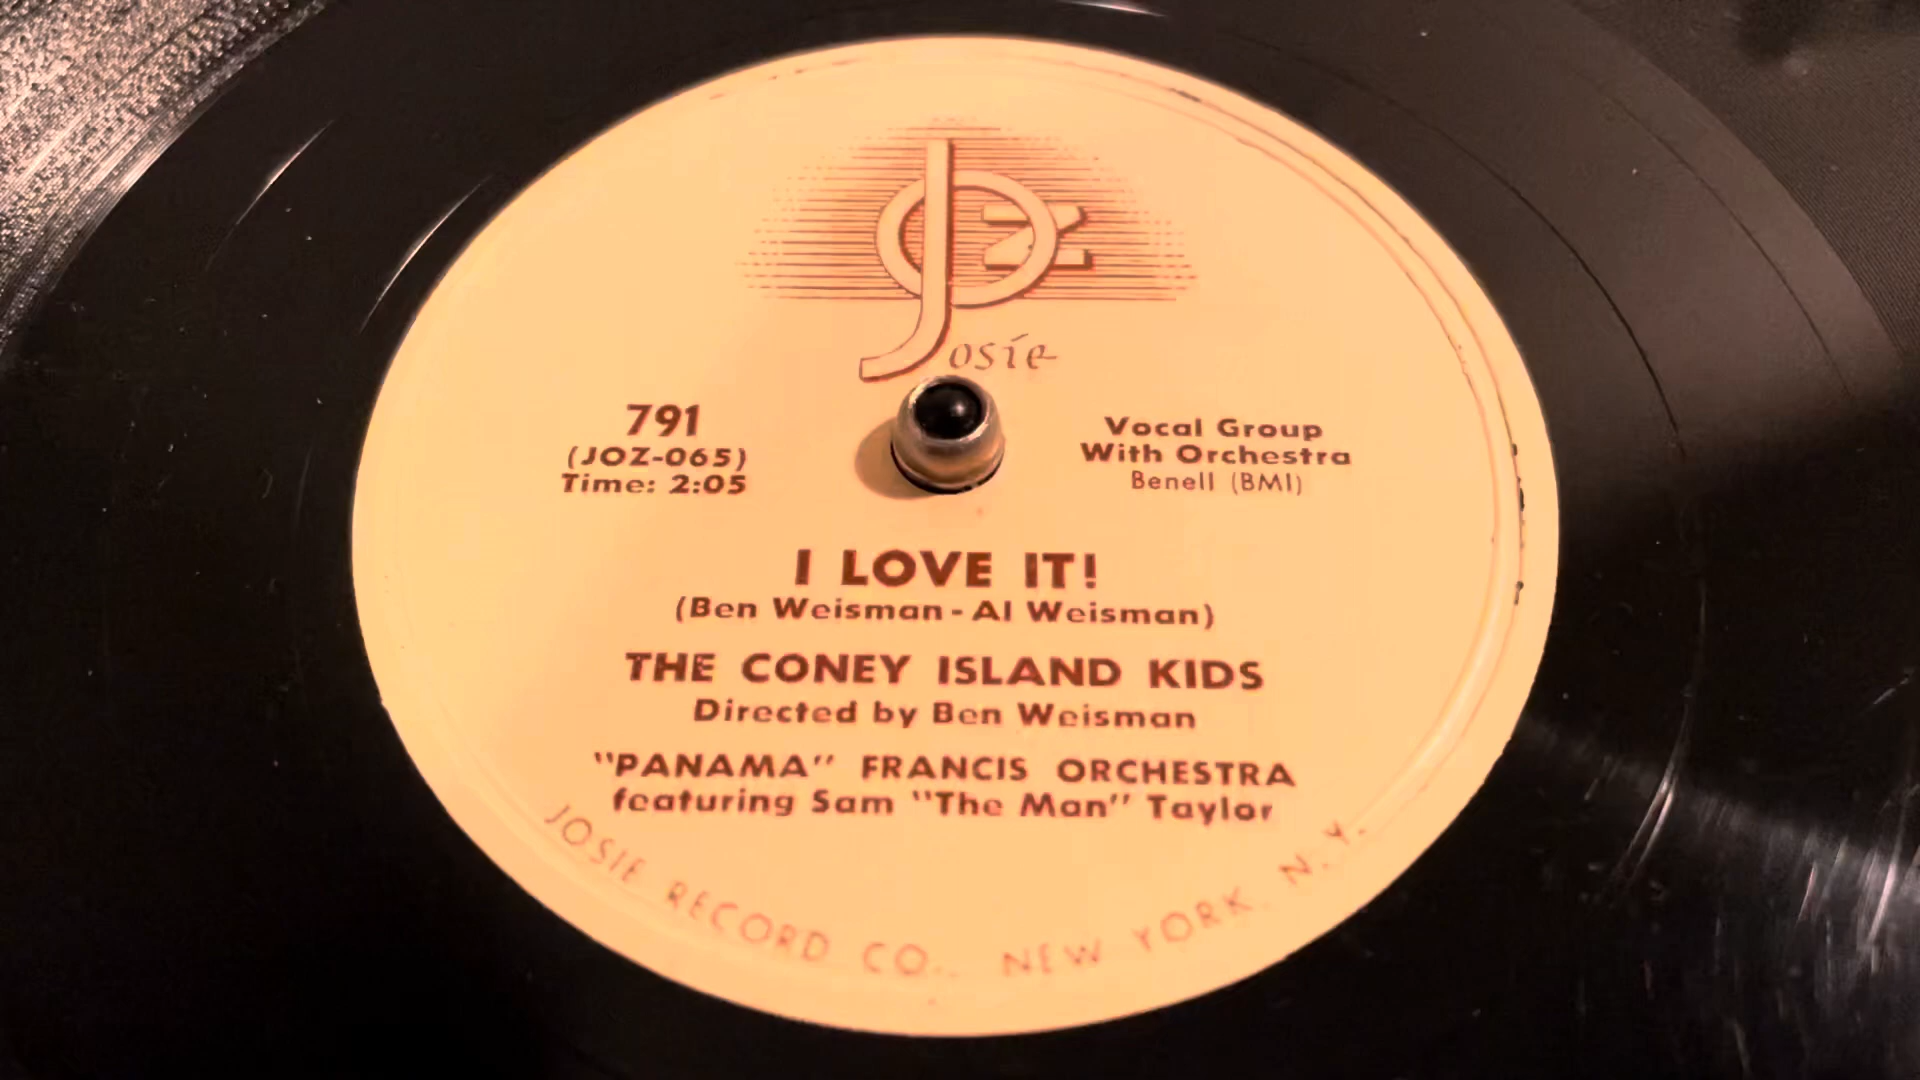 JOZ
Josie
791
(JOZ-065)
Time: 2:05
Vocal Group
With Orchestra
Benell (BMI)
I LOVE IT!
(Ben Weisman-Al Weisman)
THE CONEY ISLAND KIDS
Directed by Ben Weisman
"PANAMA" FRANCIS ORCHESTRA
featuring Sam "The Man" Taylor
JOSIE RECORD CO., NEW YORK, N.Y.